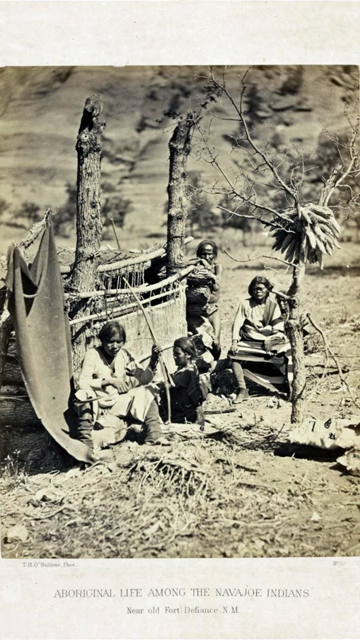 T.H.O'Sullivan, Phot.
ABORIGINAL LIFE AMONG THE NAVAJOE INDIANS.
Near old Fort Defiance, N.M.